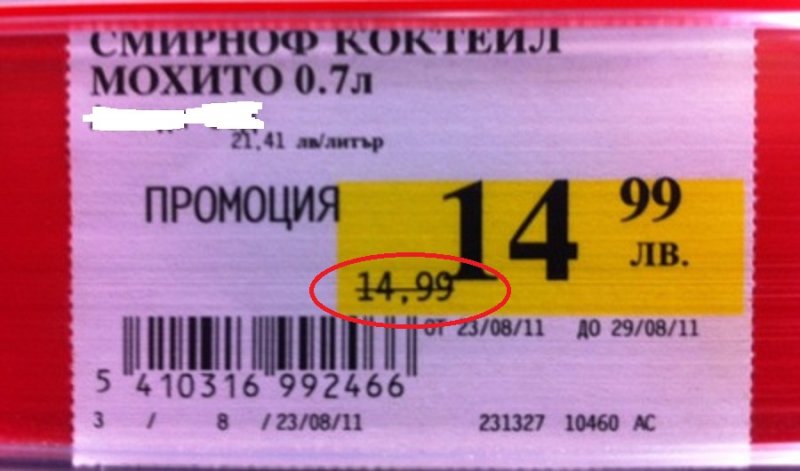 СМИРНОФ КОКТЕЙЛ
МОХИТО 0.7л
21,41 лв/литър
ПРОМОЦИЯ 14 99
ЛВ.
14,99
ОТ 23/08/11 ДО 29/08/11
5 410316 992466
3 / 8 / 23/08/11 231327 10460 АС